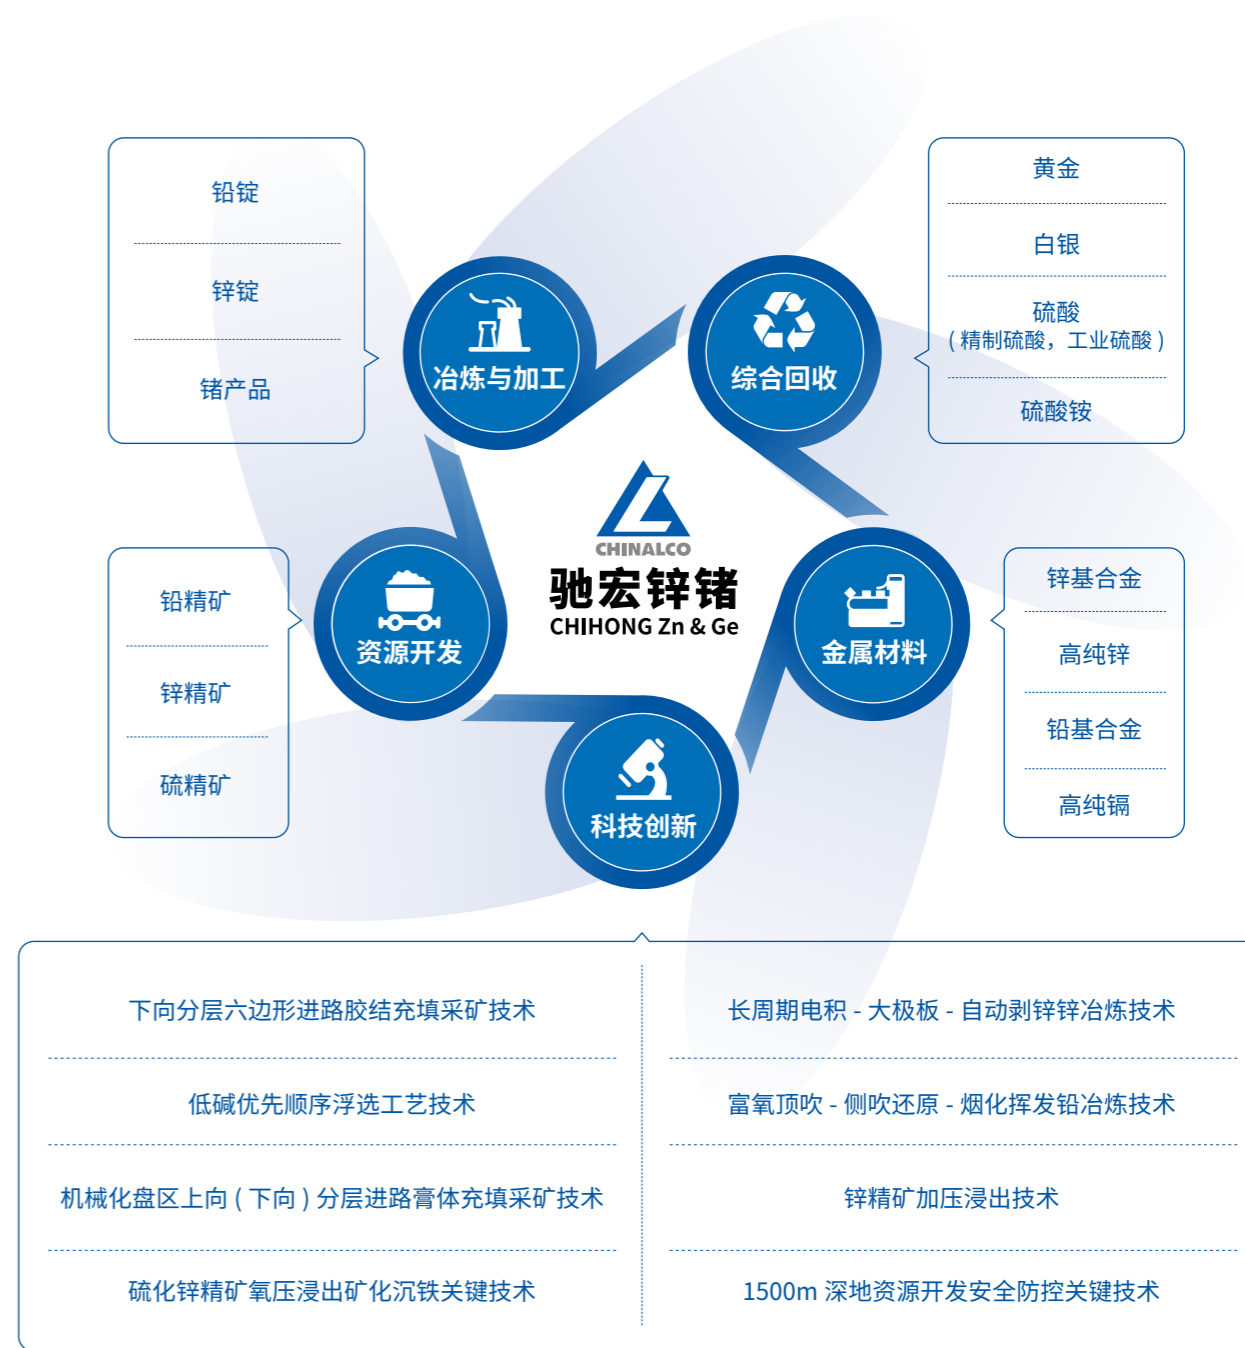 铅锭
锌锭
锗产品
冶炼与加工
综合回收
黄金
白银
硫酸
( 精制硫酸，工业硫酸 )
硫酸铵
CHINALCO
驰宏锌锗
CHIHONG Zn & Ge
铅精矿
锌精矿
硫精矿
资源开发
金属材料
锌基合金
高纯锌
铅基合金
高纯镉
科技创新
下向分层六边形进路胶结充填采矿技术
低碱优先顺序浮选工艺技术
机械化盘区上向 ( 下向 ) 分层进路膏体充填采矿技术
硫化锌精矿氧压浸出矿化沉铁关键技术
长周期电积 - 大极板 - 自动剥锌锌冶炼技术
富氧顶吹 - 侧吹还原 - 烟化挥发铅冶炼技术
锌精矿加压浸出技术
1500m 深地资源开发安全防控关键技术